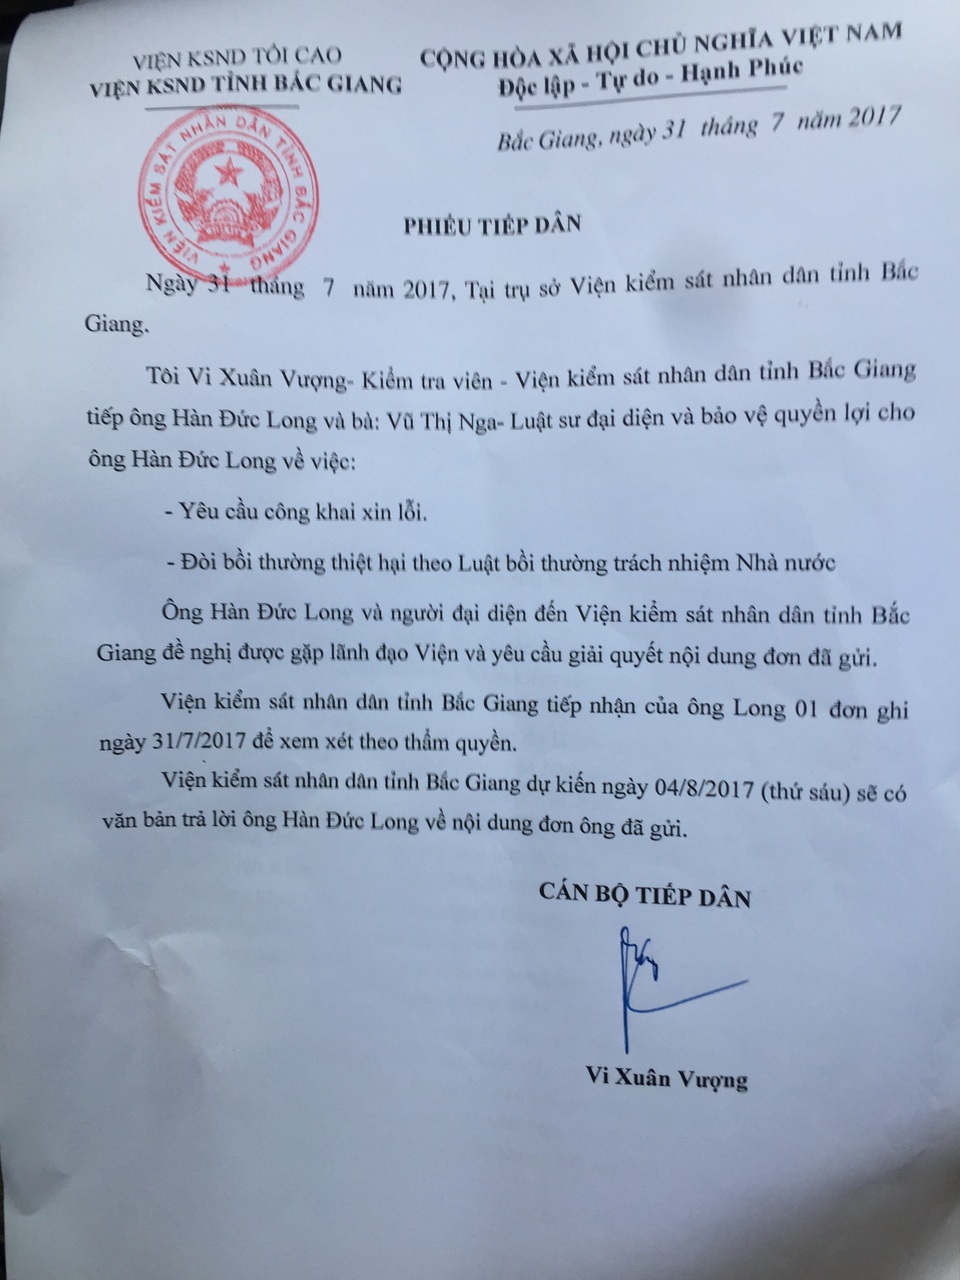 VIỆN KSND TỐI CAO
VIỆN KSND TỈNH BẮC GIANG
CỘNG HÒA XÃ HỘI CHỦ NGHĨA VIỆT NAM
Độc lập - Tự do - Hạnh Phúc
Bắc Giang, ngày 31 tháng 7 năm 2017
VIỆN KIỂM SÁT NHÂN DÂN TỈNH BẮC GIANG
PHIẾU TIẾP DÂN
Ngày 31 tháng 7 năm 2017, Tại trụ sở Viện kiểm sát nhân dân tỉnh Bắc
Giang.
Tôi Vi Xuân Vượng- Kiểm tra viên - Viện kiểm sát nhân dân tỉnh Bắc Giang
tiếp ông Hàn Đức Long và bà: Vũ Thị Nga- Luật sư đại diện và bảo vệ quyền lợi cho
ông Hàn Đức Long về việc:
- Yêu cầu công khai xin lỗi.
- Đòi bồi thường thiệt hại theo Luật bồi thường trách nhiệm Nhà nước
Ông Hàn Đức Long và người đại diện đến Viện kiểm sát nhân dân tỉnh Bắc
Giang đề nghị được gặp lãnh đạo Viện và yêu cầu giải quyết nội dung đơn đã gửi.
Viện kiểm sát nhân dân tỉnh Bắc Giang tiếp nhận của ông Long 01 đơn ghi
ngày 31/7/2017 để xem xét theo thẩm quyền.
Viện kiểm sát nhân dân tỉnh Bắc Giang dự kiến ngày 04/8/2017 (thứ sáu) sẽ có
văn bản trả lời ông Hàn Đức Long về nội dung đơn ông đã gửi.
CÁN BỘ TIẾP DÂN
Vi Xuân Vượng